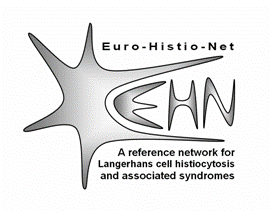 Euro-Histio-Net
EHN
A reference network for
Langerhans cell histiocytosis
and associated syndromes